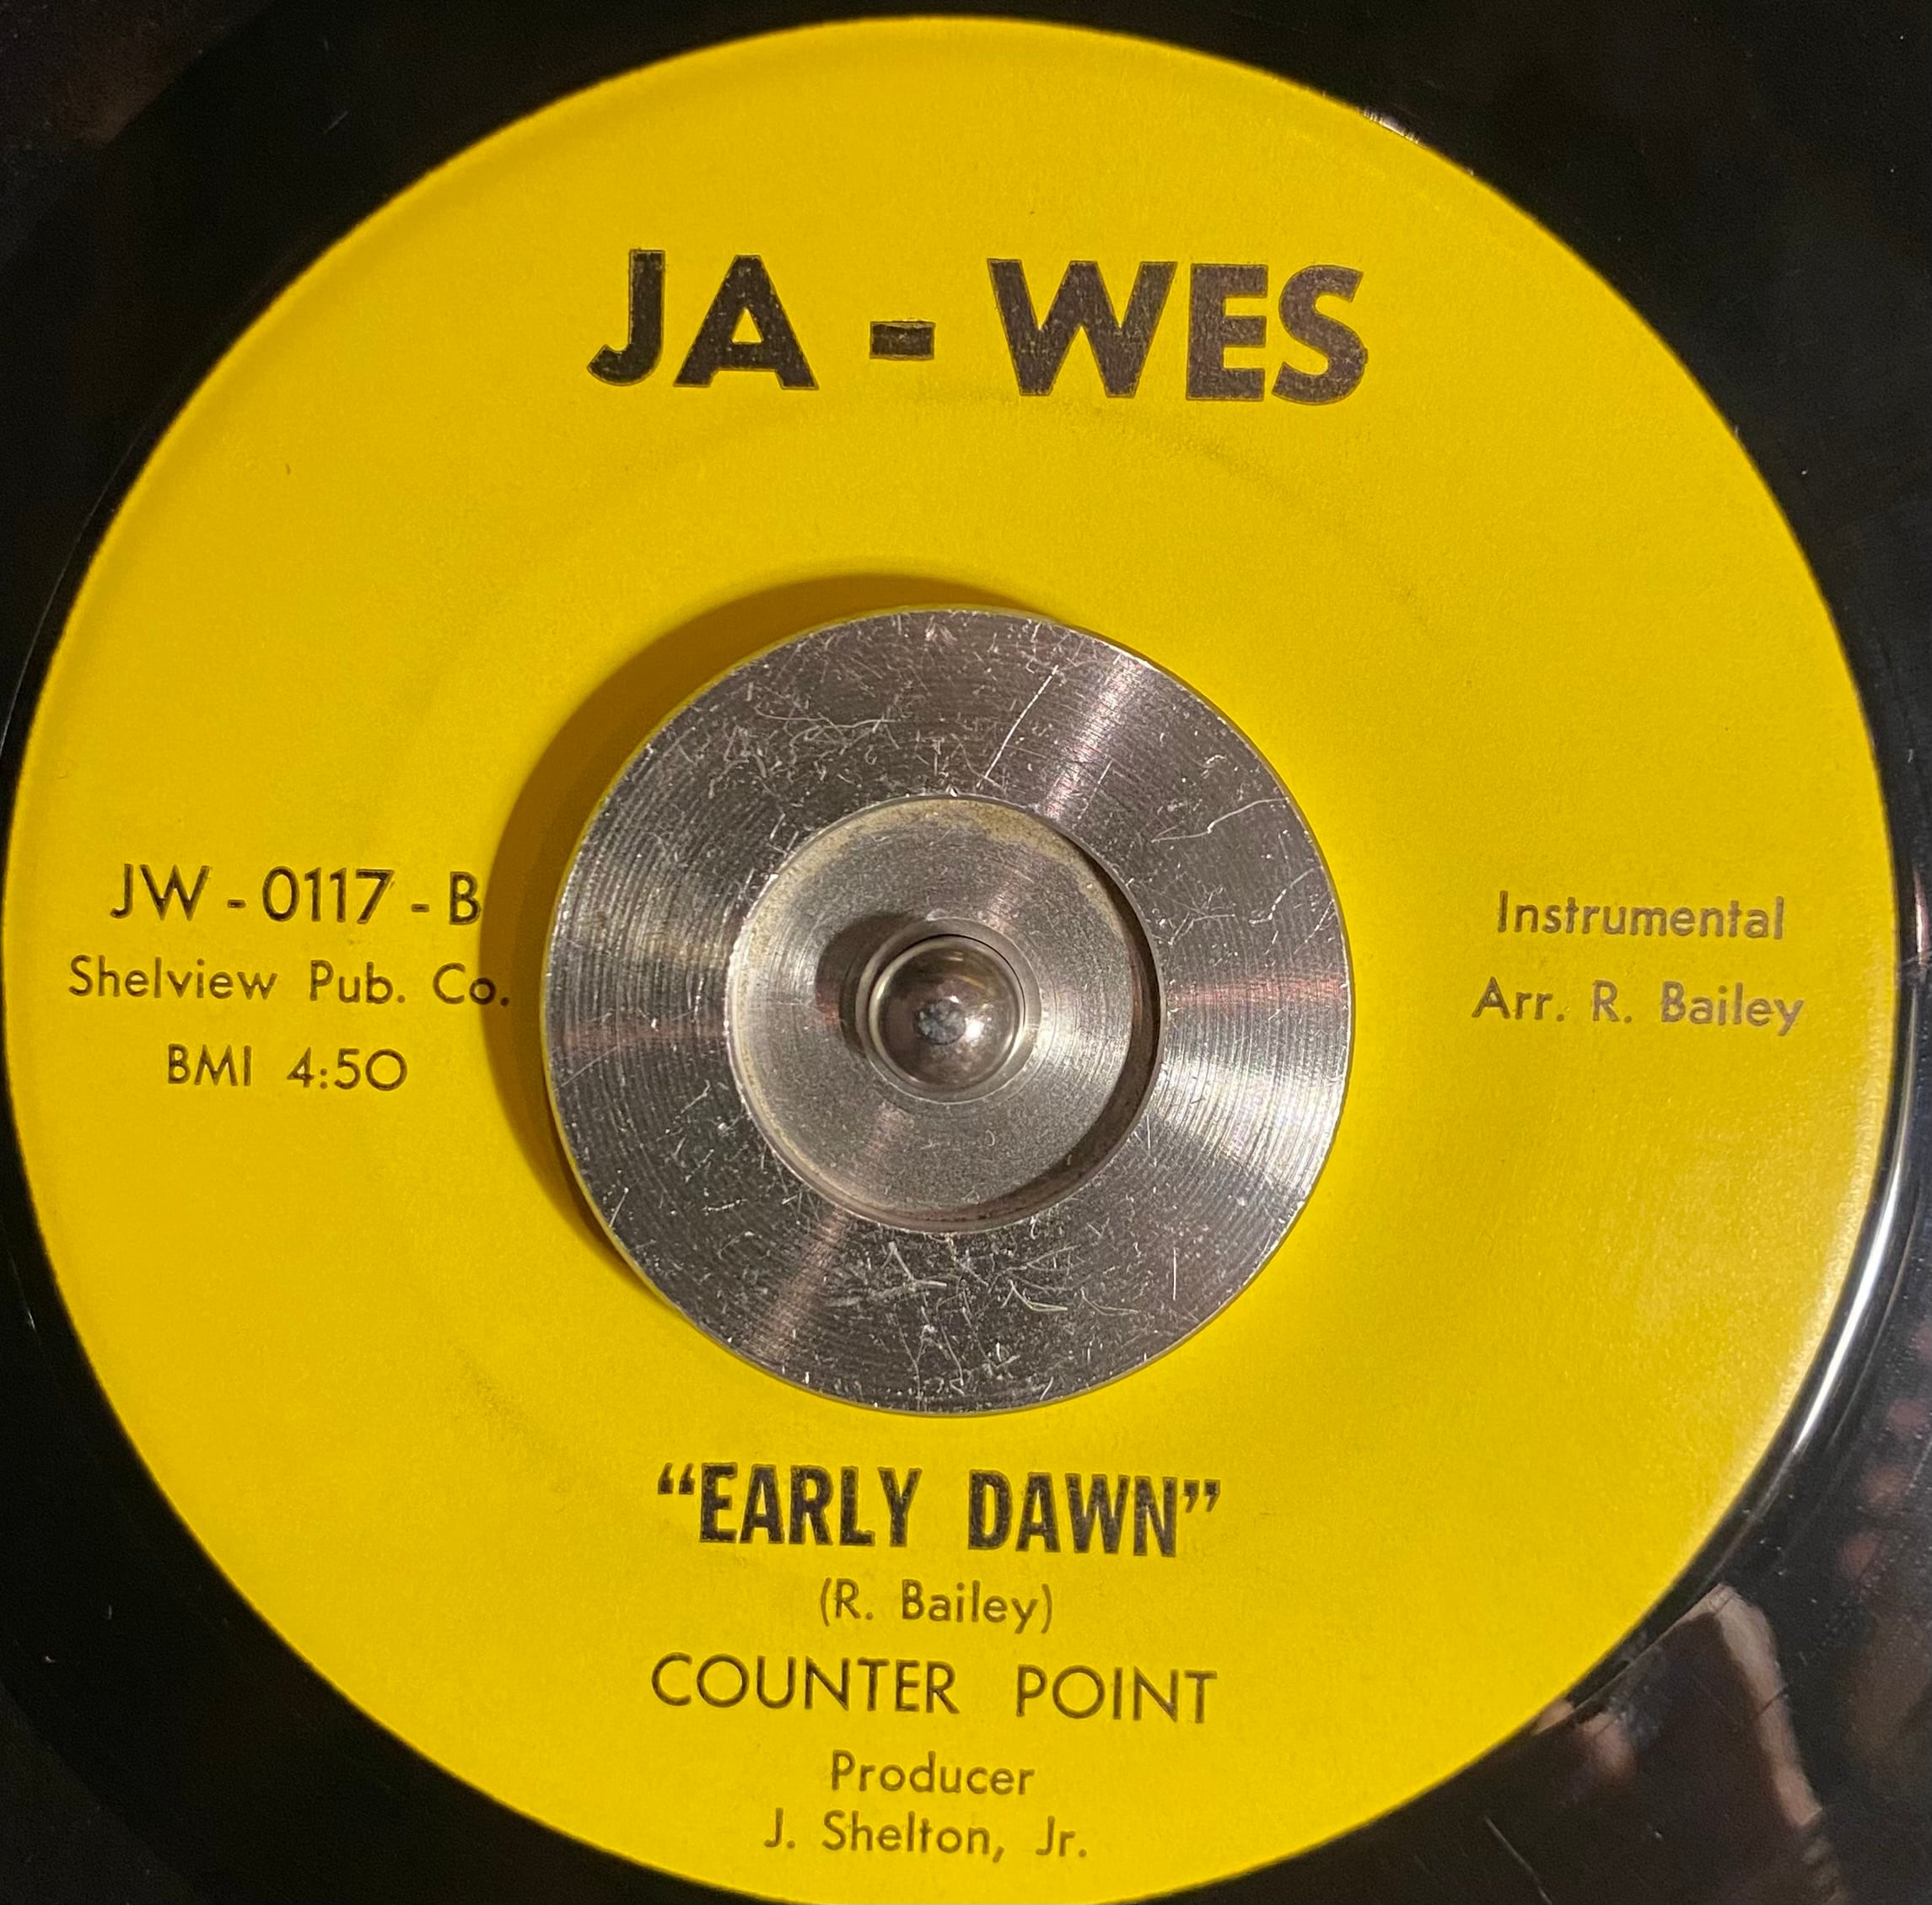 JA - WES
JW - 0117 - B
Shelview Pub. Co.
BMI 4:50
Instrumental
Arr. R. Bailey
“EARLY DAWN”
(R. Bailey)
COUNTER POINT
Producer
J. Shelton, Jr.